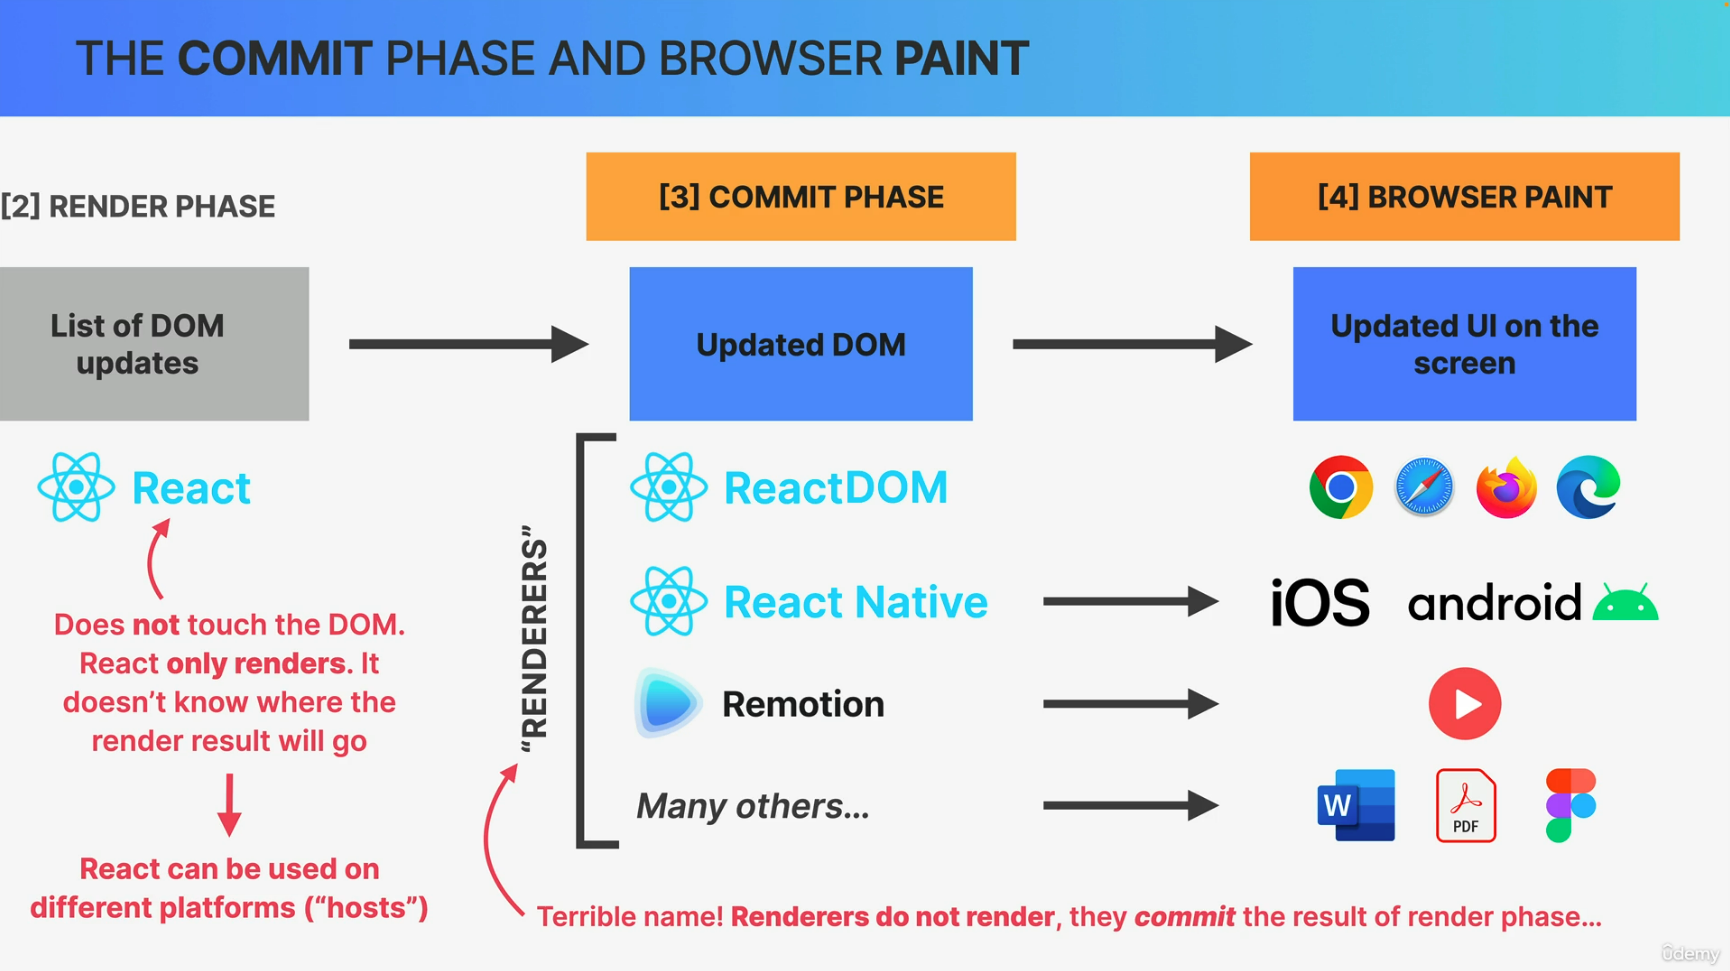 THE COMMIT PHASE AND BROWSER PAINT
[2] RENDER PHASE
[3] COMMIT PHASE
[4] BROWSER PAINT
List of DOM
updates
Updated DOM
Updated UI on the
screen
React
ReactDOM
Does not touch the DOM.
React only renders. It
doesn’t know where the
render result will go
React can be used on
different platforms (“hosts”)
“RENDERERS”
React Native
iOS
android
Remotion
Many others...
W
PDF
Terrible name! Renderers do not render, they commit the result of render phase...
ûdemy